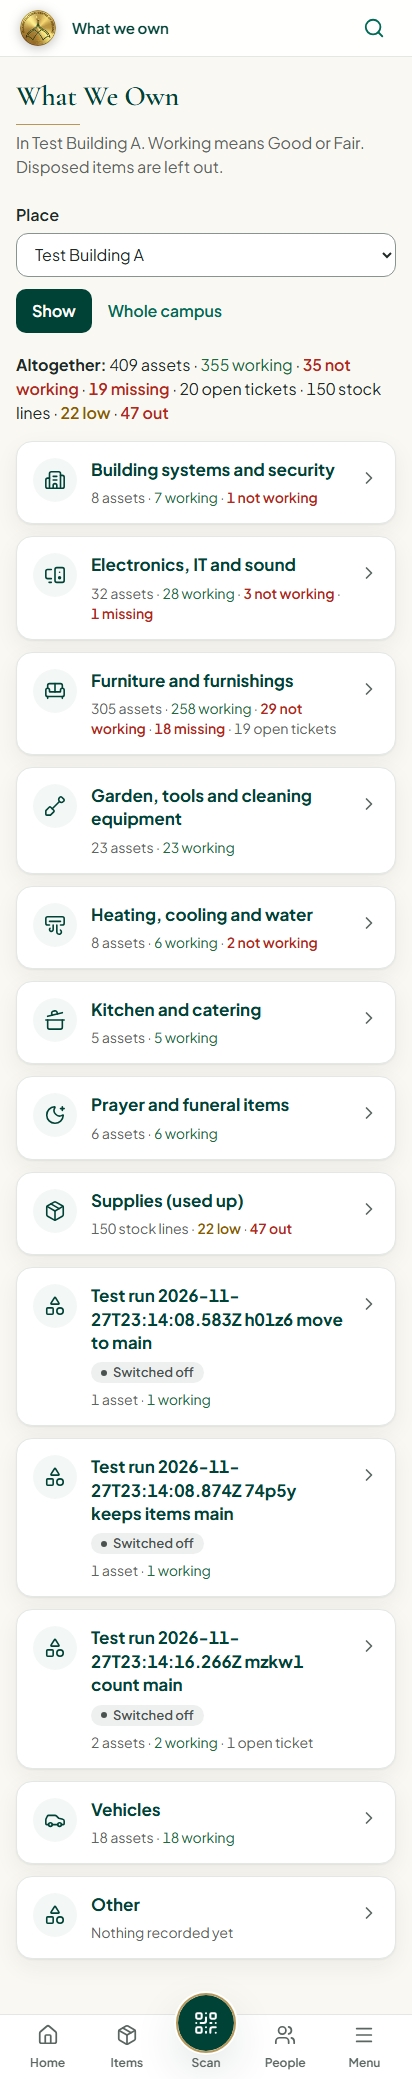 What we own
What We Own
In Test Building A. Working means Good or Fair.
Disposed items are left out.
Place
Test Building A
Show
Whole campus
Altogether: 409 assets · 355 working · 35 not
working · 19 missing · 20 open tickets · 150 stock
lines · 22 low · 47 out
Building systems and security
8 assets · 7 working · 1 not working
Electronics, IT and sound
32 assets · 28 working · 3 not working ·
1 missing
Furniture and furnishings
305 assets · 258 working · 29 not
working · 18 missing · 19 open tickets
Garden, tools and cleaning
equipment
23 assets · 23 working
Heating, cooling and water
8 assets · 6 working · 2 not working
Kitchen and catering
5 assets · 5 working
Prayer and funeral items
6 assets · 6 working
Supplies (used up)
150 stock lines · 22 low · 47 out
Test run 2026-11-
27T23:14:08.583Z h01z6 move
to main
Switched off
1 asset · 1 working
Test run 2026-11-
27T23:14:08.874Z 74p5y
keeps items main
Switched off
1 asset · 1 working
Test run 2026-11-
27T23:14:16.266Z mzkw1
count main
Switched off
2 assets · 2 working · 1 open ticket
Vehicles
18 assets · 18 working
Other
Nothing recorded yet
Home
Items
Scan
People
Menu